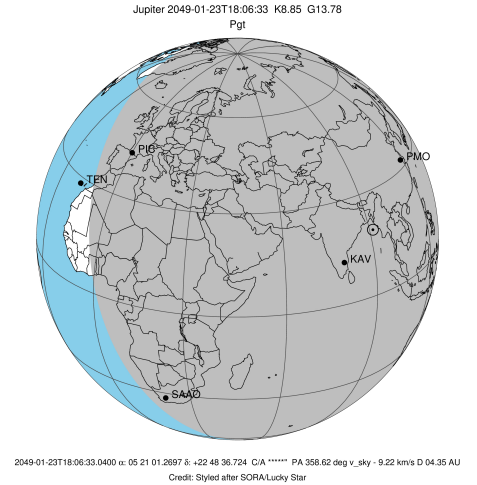 Jupiter 2049-01-23T18:06:33 K8.85 G13.78
Pgt
PIC
PMO
TEN
KAV
SAAO
2049-01-23T18:06:33.0400 α: 05 21 01.2697 δ: +22 48 36.724 C/A *****" PA 358.62 deg v_sky - 9.22 km/s D 04.35 AU
Credit: Styled after SORA/Lucky Star